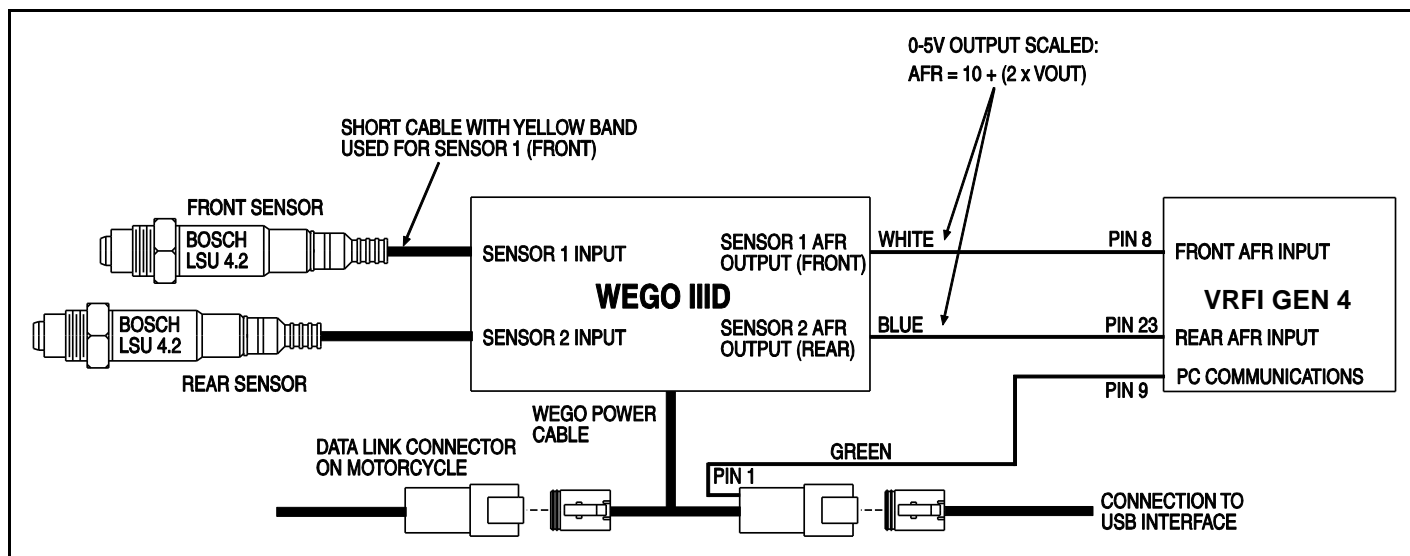 0-5V OUTPUT SCALED:
AFR = 10 + (2 x VOUT)
SHORT CABLE WITH YELLOW BAND
USED FOR SENSOR 1 (FRONT)
FRONT SENSOR
BOSCH
LSU 4.2
SENSOR 1 INPUT
SENSOR 1 AFR
OUTPUT (FRONT)
WHITE
PIN 8
FRONT AFR INPUT
WEGO IIID
VRFI GEN 4
BOSCH
LSU 4.2
SENSOR 2 INPUT
SENSOR 2 AFR
OUTPUT (REAR)
BLUE
PIN 23
REAR AFR INPUT
REAR SENSOR
PC COMMUNICATIONS
PIN 9
WEGO POWER
CABLE
DATA LINK CONNECTOR
ON MOTORCYCLE
GREEN
PIN 1
CONNECTION TO
USB INTERFACE